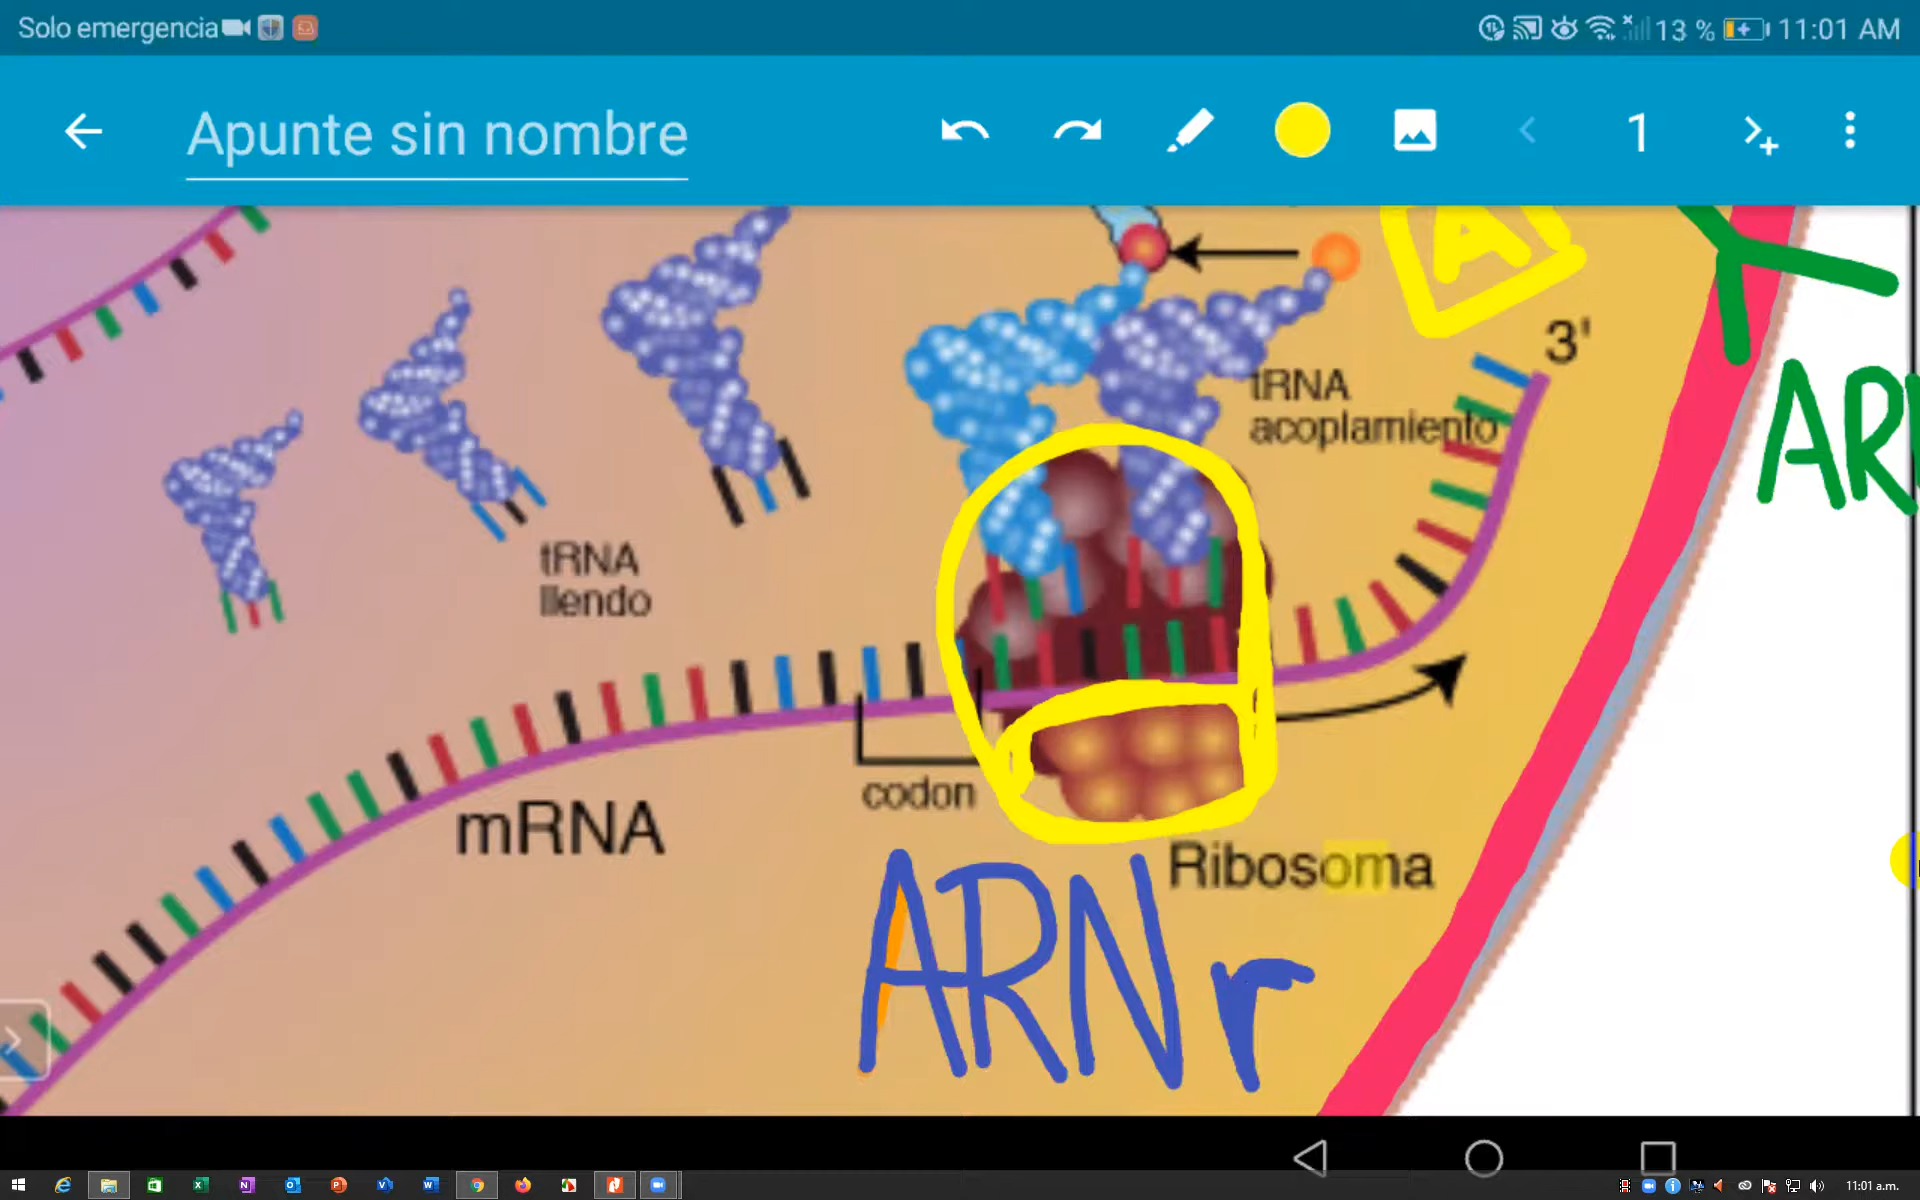 Solo emergencia
13 %
11:01 AM
Apunte sin nombre
1
A
3'
tRNA
acoplamiento
tRNA
llendo
codon
mRNA
Ribosoma
ARNr
11:01 a.m.